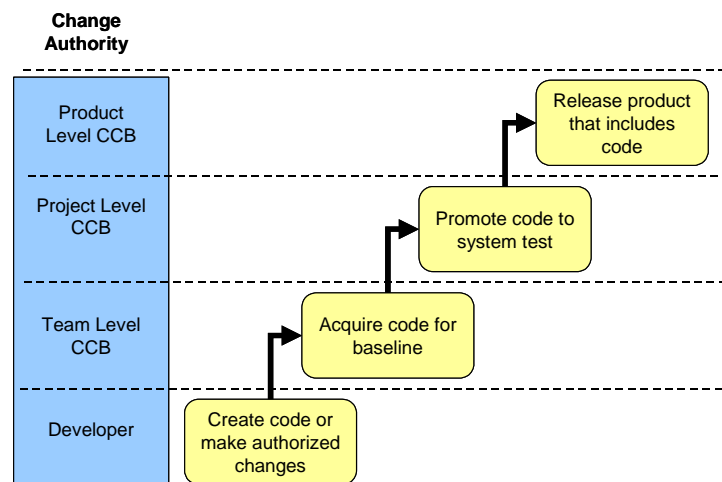 Change
Authority
Product
Level CCB
Release product
that includes
code
Project Level
CCB
Promote code to
system test
Team Level
CCB
Acquire code for
baseline
Developer
Create code or
make authorized
changes